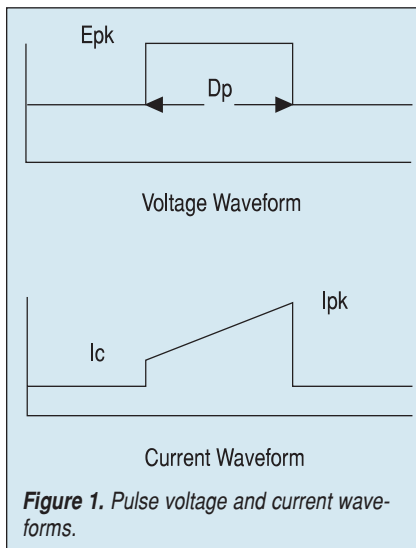 Epk
Dp
Voltage Waveform
Ipk
Ic
Current Waveform
Figure 1. Pulse voltage and current wave-
forms.